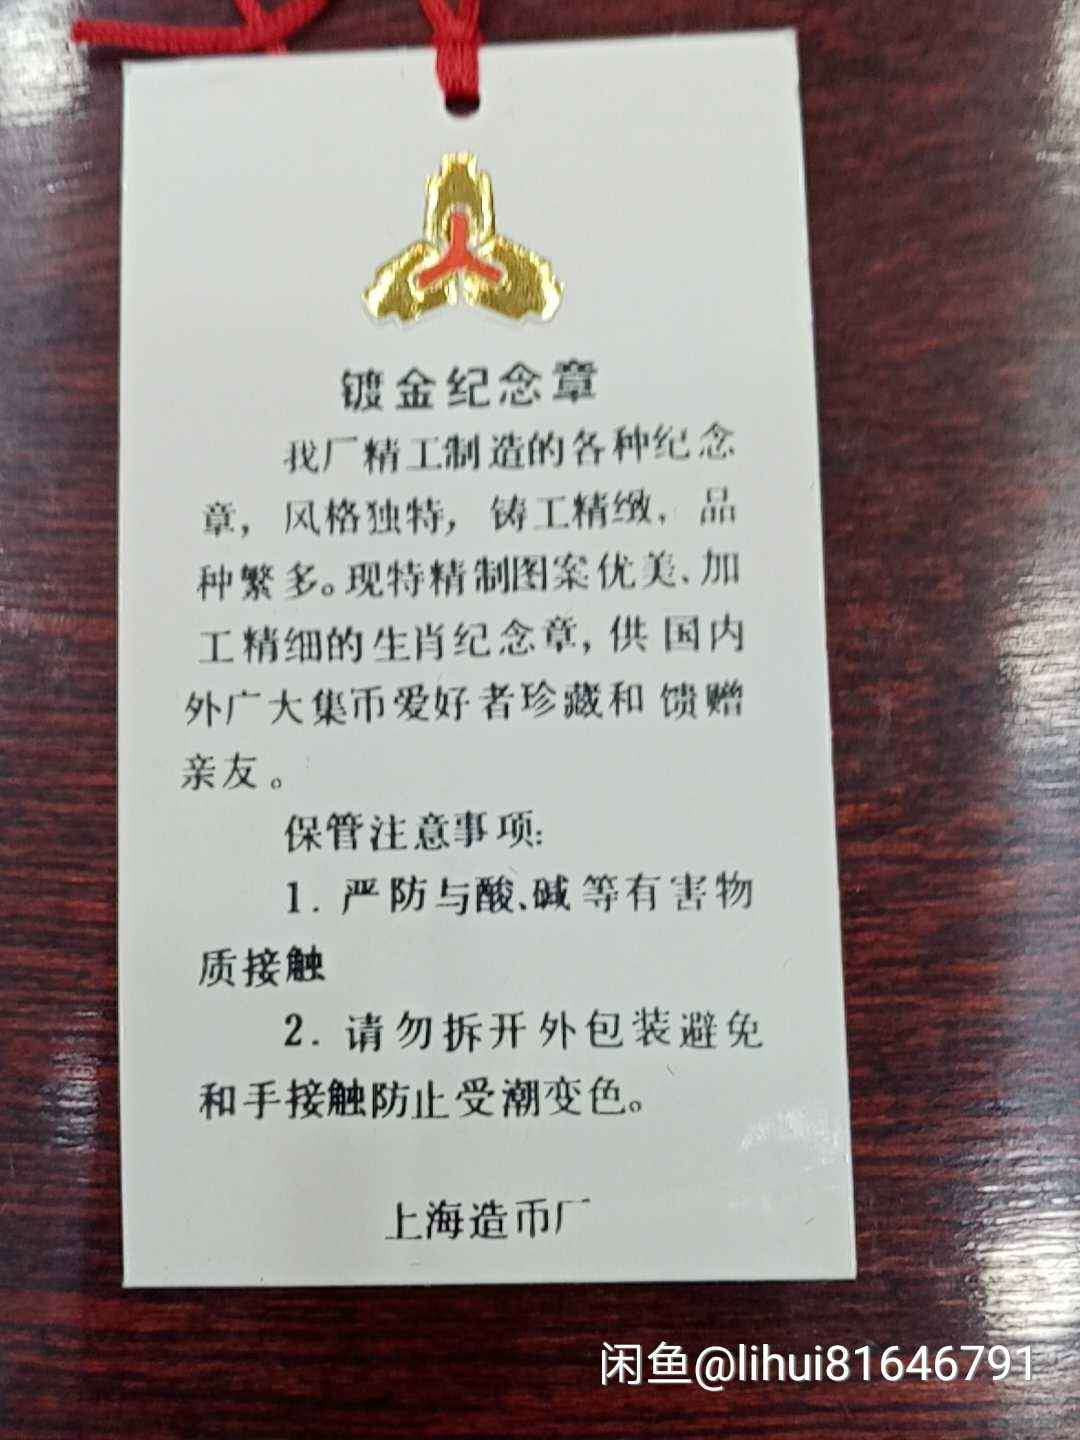 镀金纪念章
我厂精工制造的各种纪念
章，风格独特，铸工精致、品
种繁多。现特精制图案优美、加
工精细的生肖纪念章，供国内
外广大集币爱好者珍藏和馈赠
亲友。
保管注意事项：
1．严防与酸、碱等有害物
质接触
2．请勿拆开外包装避免
和手接触防止受潮变色。
上海造币厂
闲鱼@lihui81646791